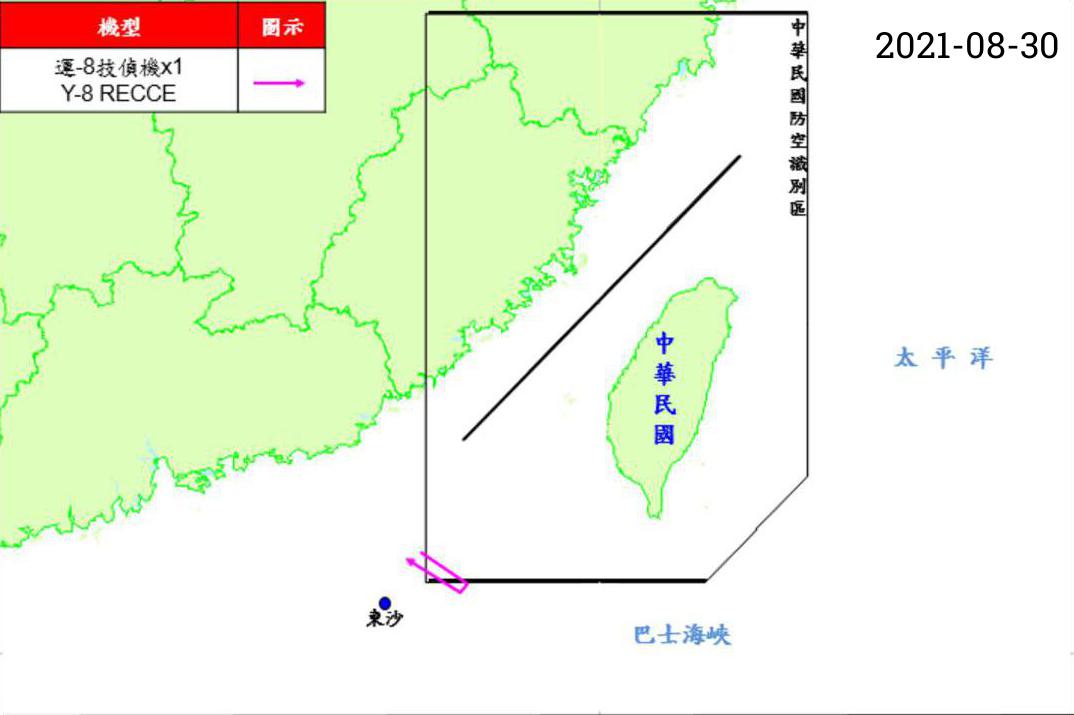 機型 圖示
運-8技偵機x1
Y-8 RECCE
2021-08-30
中華民國防空識別區
中華民國
太平洋
東沙
巴士海峽